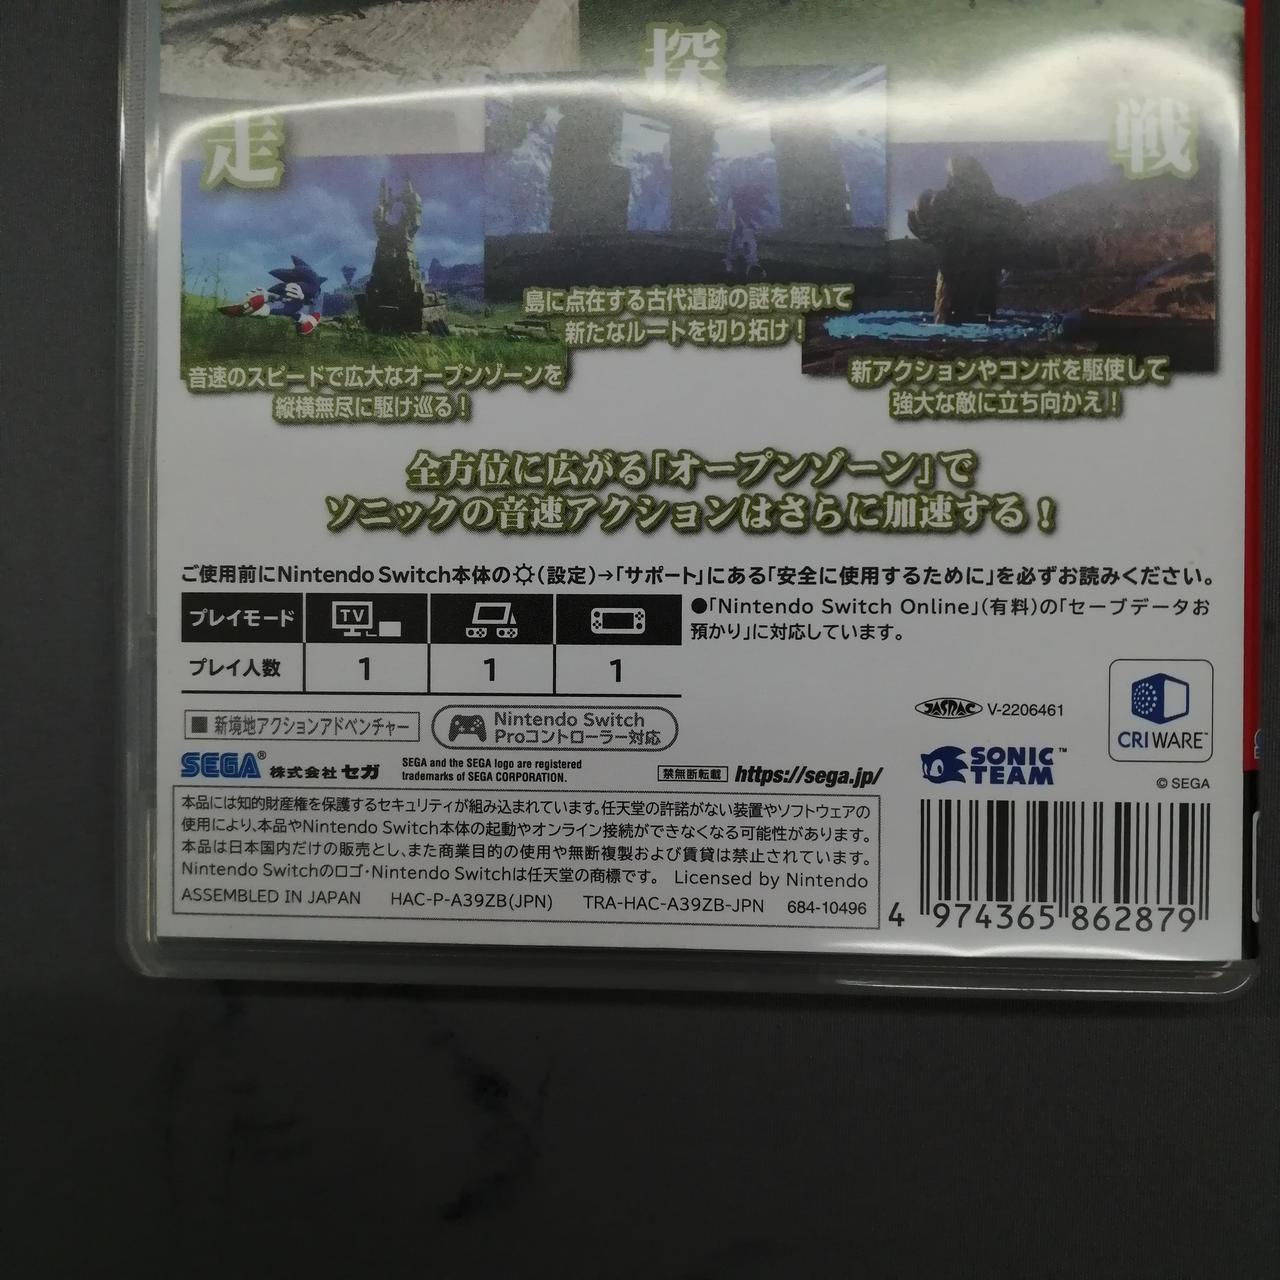 探
走
戦
島に点在する古代遺跡の謎を解いて
新たなルートを切り拓け！
音速のスピードで広大なオープンゾーンを
縦横無尽に駆け巡る！
新アクションやコンボを駆使して
強大な敵に立ち向かえ！
全方位に広がる「オープンゾーン」で
ソニックの音速アクションはさらに加速する！
ご使用前にNintendo Switch本体の(設定)→「サポート」にある「安全に使用するために」を必ずお読みください。
プレイモード TV
プレイ人数 1 1 1
●「Nintendo Switch Online」(有料)の「セーブデータお
預かり」に対応しています。
■ 新境地アクションアドベンチャー
Nintendo Switch
Proコントローラー対応
JASRAC V-2206461
CRIWARE™
SEGA® 株式会社セガ
SEGA and the SEGA logo are registered
trademarks of SEGA CORPORATION.
禁無断転載 https://sega.jp/
SONIC
TEAM™
© SEGA
本品には知的財産権を保護するセキュリティが組み込まれています。任天堂の許諾がない装置やソフトウェアの
使用により、本品やNintendo Switch本体の起動やオンライン接続ができなくなる可能性があります。
本品は日本国内だけの販売とし、また商業目的の使用や無断複製および賃貸は禁止されています。
Nintendo Switchのロゴ・Nintendo Switchは任天堂の商標です。 Licensed by Nintendo
ASSEMBLED IN JAPAN HAC-P-A39ZB(JPN) TRA-HAC-A39ZB-JPN 684-10496
4 974365 862879